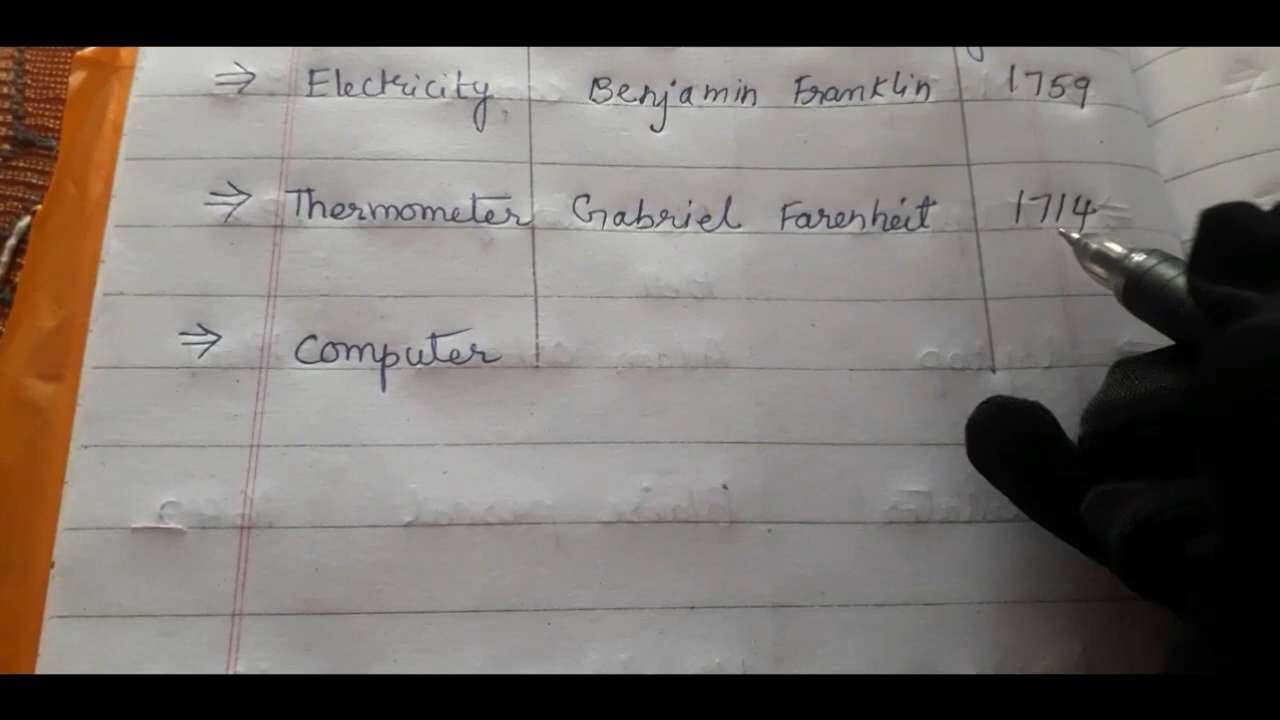 ⇒ Electricity Benjamin Franklin 1759
⇒ Thermometer Gabriel Farenheit 1714
⇒ Computer